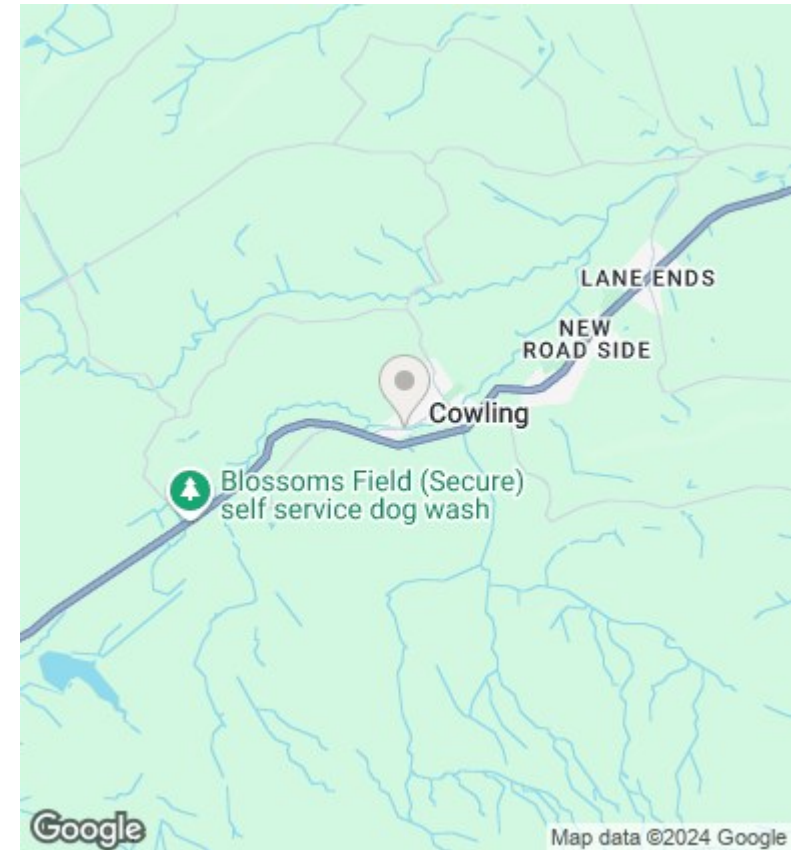 LANE ENDS
NEW
ROAD SIDE
Cowling
Blossoms Field (Secure)
self service dog wash
Google
Map data ©2024 Google